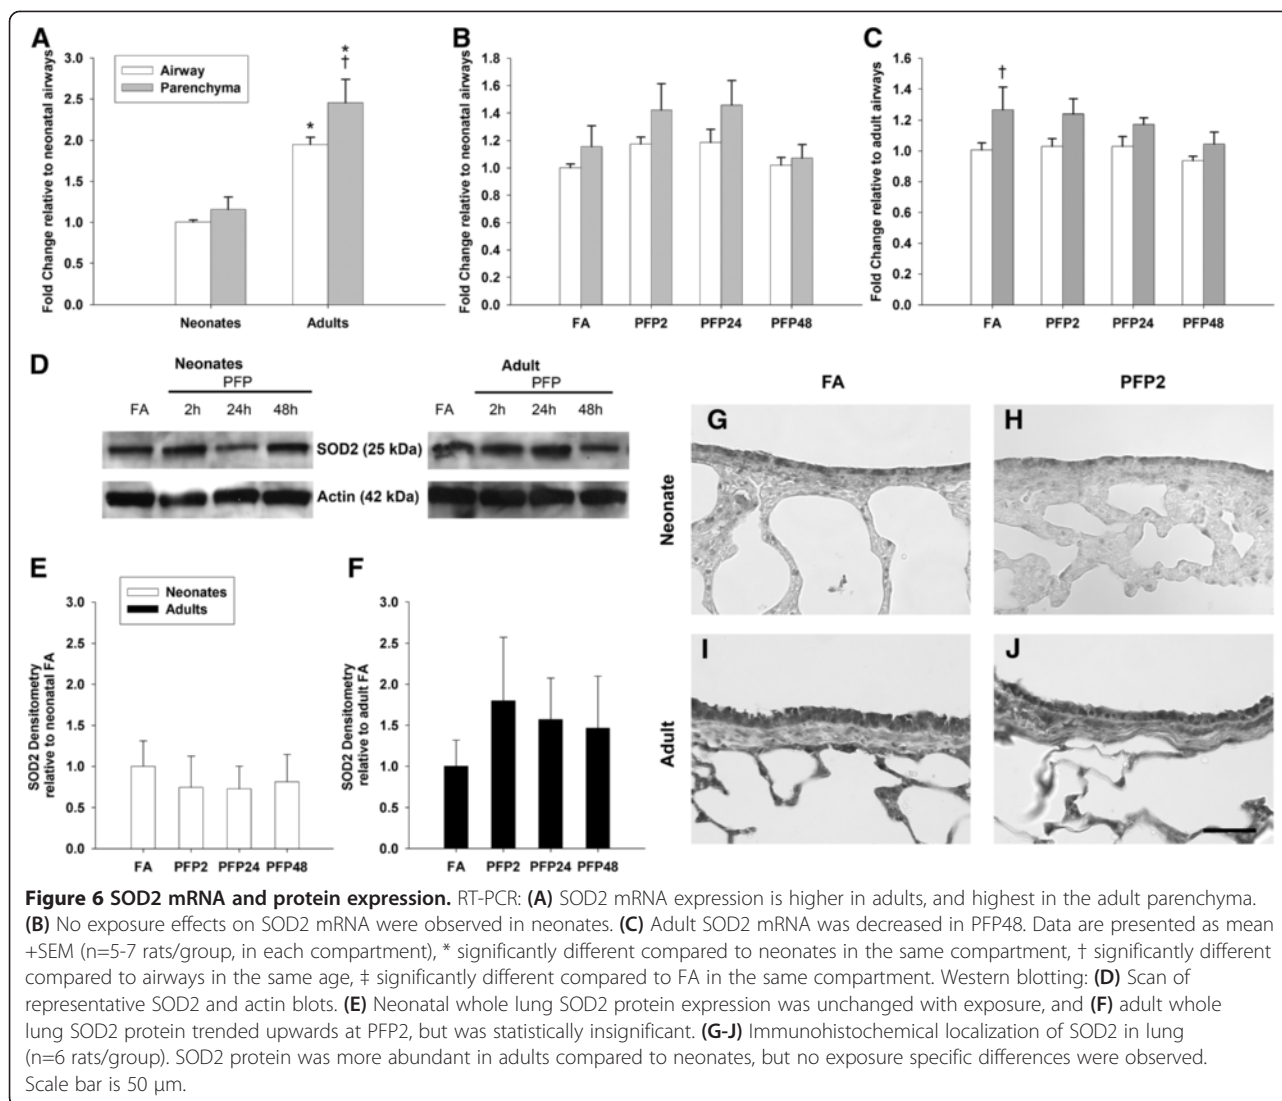 A
Fold Change relative to neonatal airways
3.0
2.5
2.0
1.5
1.0
0.5
0.0
Airway
Parenchyma
*
*
†
Neonates
Adults
B
Fold Change relative to neonatal airways
1.8
1.6
1.4
1.2
1.0
0.8
0.6
0.4
0.2
0.0
FA
PFP2
PFP24
PFP48
C
Fold Change relative to adult airways
1.6
1.4
1.2
1.0
0.8
0.6
0.4
0.2
0.0
†
FA
PFP2
PFP24
PFP48
D
Neonates
PFP
FA 2h 24h 48h
Adult
PFP
FA 2h 24h 48h
SOD2 (25 kDa)
Actin (42 kDa)
E
SOD2 Densitometry
relative to neonatal FA
3.0
2.5
2.0
1.5
1.0
0.5
0.0
Neonates
Adults
FA
PFP2
PFP24
PFP48
F
SOD2 Densitometry
relative to adult FA
3.0
2.5
2.0
1.5
1.0
0.5
0.0
FA
PFP2
PFP24
PFP48
FA
PFP2
Neonate
G
H
Adult
I
J
Figure 6 SOD2 mRNA and protein expression. RT-PCR: (A) SOD2 mRNA expression is higher in adults, and highest in the adult parenchyma.
(B) No exposure effects on SOD2 mRNA were observed in neonates. (C) Adult SOD2 mRNA was decreased in PFP48. Data are presented as mean
+SEM (n=5-7 rats/group, in each compartment), * significantly different compared to neonates in the same compartment, † significantly different
compared to airways in the same age, ‡ significantly different compared to FA in the same compartment. Western blotting: (D) Scan of
representative SOD2 and actin blots. (E) Neonatal whole lung SOD2 protein expression was unchanged with exposure, and (F) adult whole
lung SOD2 protein trended upwards at PFP2, but was statistically insignificant. (G-J) Immunohistochemical localization of SOD2 in lung
(n=6 rats/group). SOD2 protein was more abundant in adults compared to neonates, but no exposure specific differences were observed.
Scale bar is 50 μm.